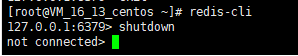 [root@VM_16_13_centos ~]# redis-cli
127.0.0.1:6379> shutdown
not connected>